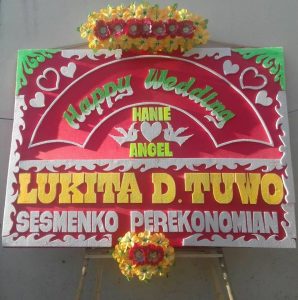 Happy Wedding
HANIE
ANGEL
LUKITA D. TUWO
SESMENKO PEREKONOMIAN